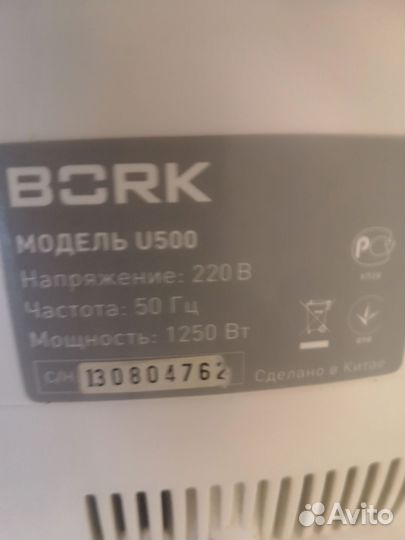 BORK
МОДЕЛЬ U500
Напряжение: 220 В
Частота: 50 Гц
Мощность: 1250 Вт
С/Н 130804762
Сделано в Китае
Avito